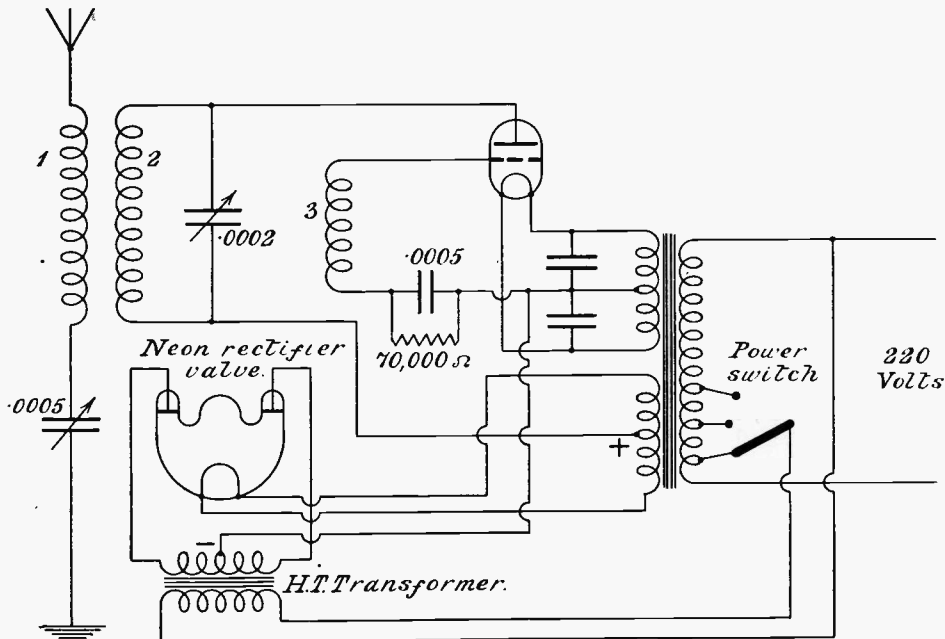 1
2
3
·0002
·0005
70,000 Ω
Neon rectifier
valve.
·0005
Power
switch
220
Volts
+
−
H.T. Transformer.